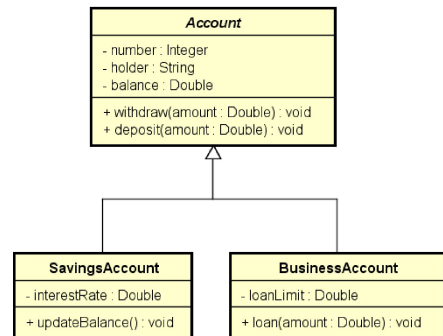 Account
- number : Integer
- holder : String
- balance : Double
+ withdraw(amount : Double) : void
+ deposit(amount : Double) : void
SavingsAccount
- interestRate : Double
+ updateBalance() : void
BusinessAccount
- loanLimit : Double
+ loan(amount : Double) : void